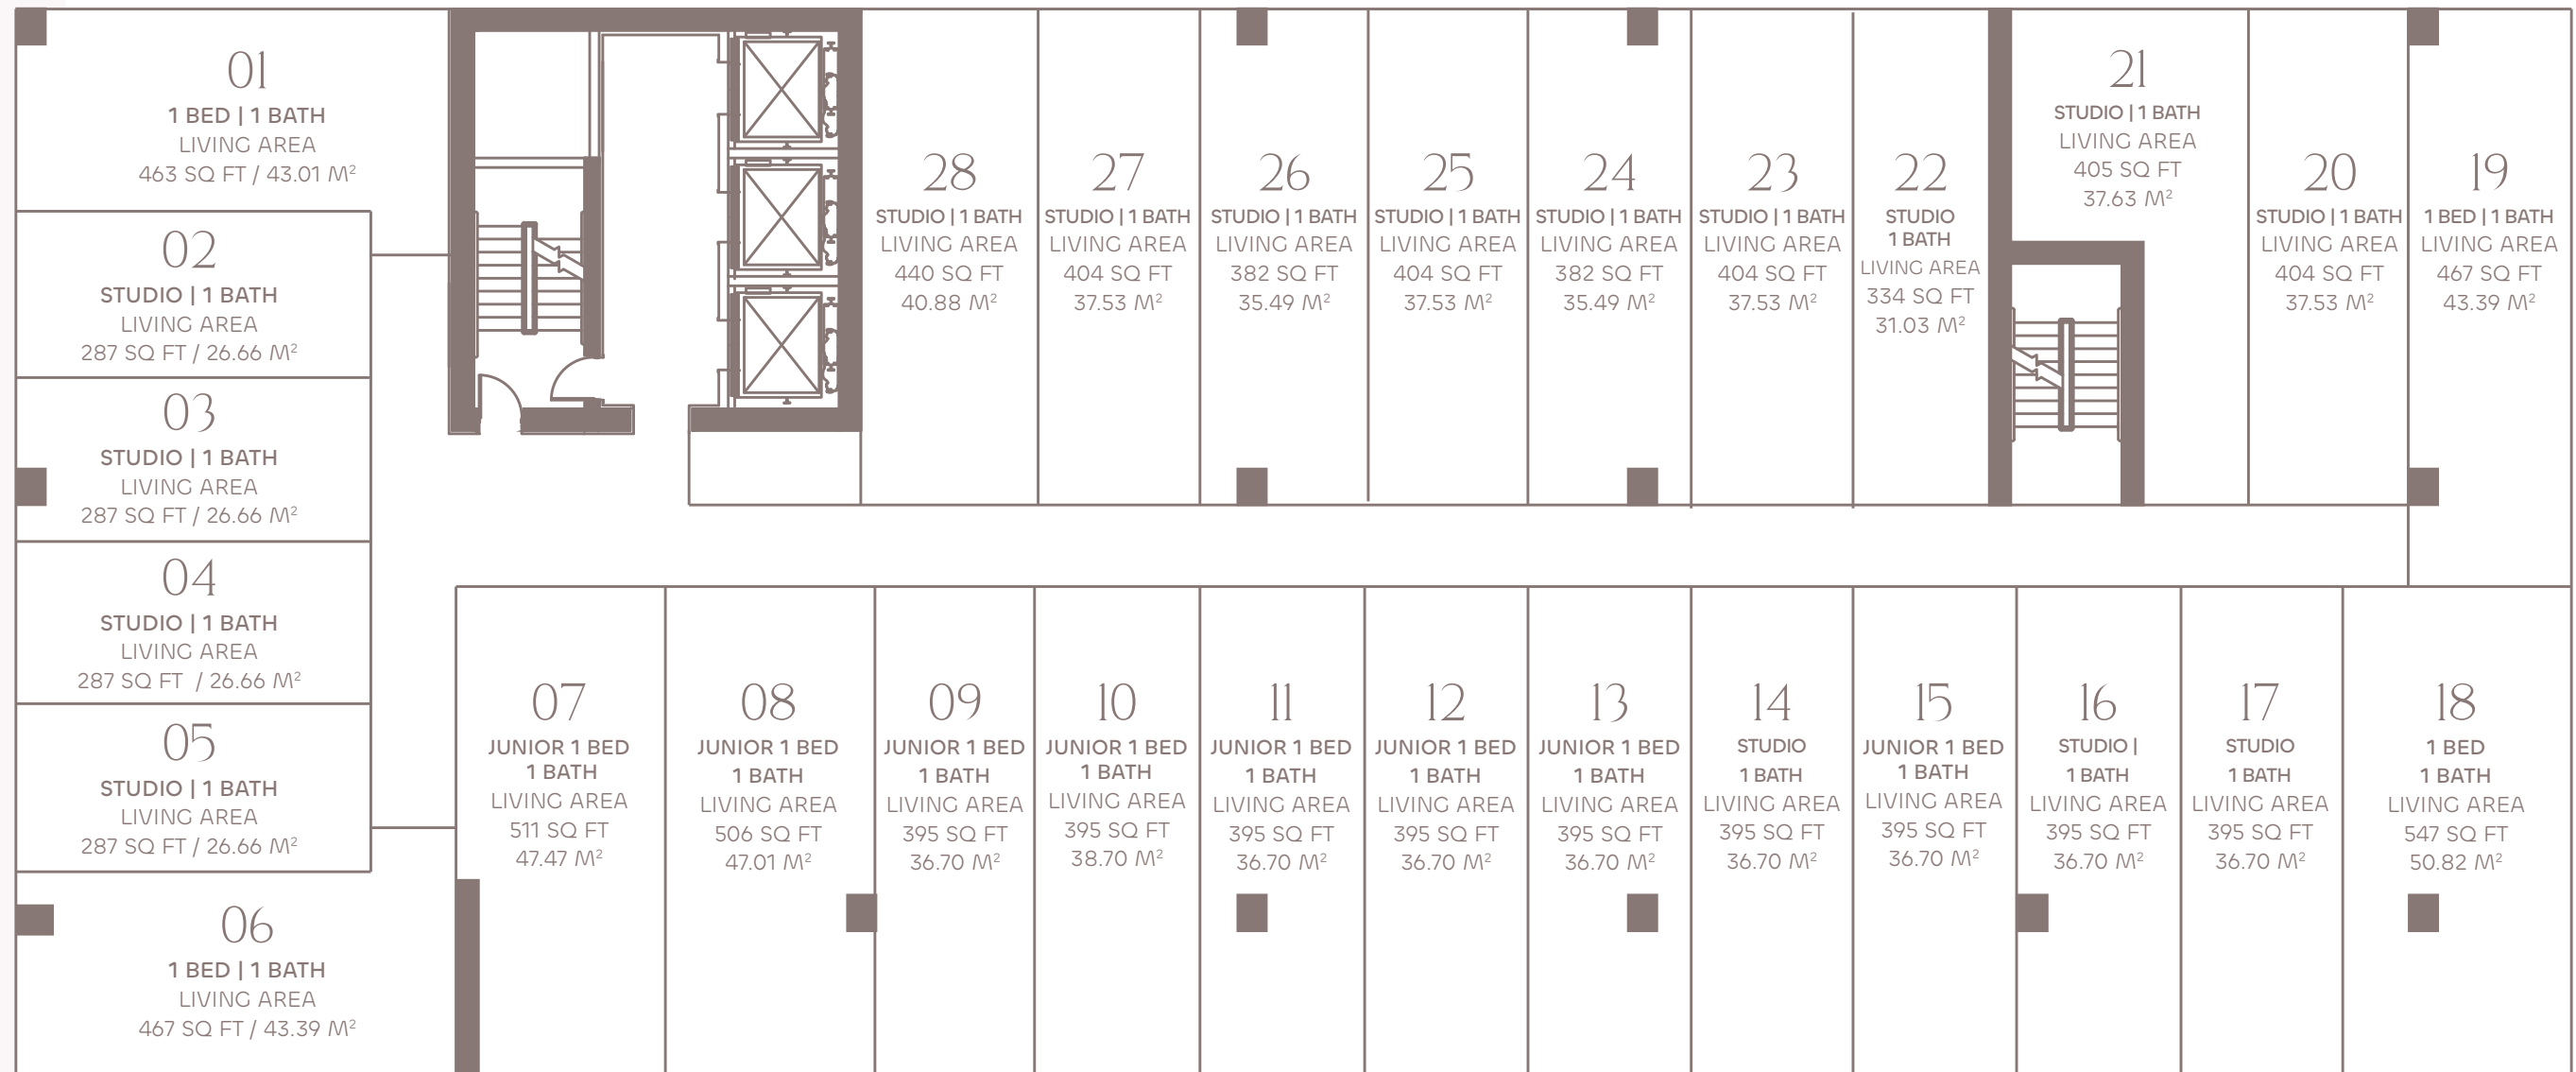 01
1 BED | 1 BATH
LIVING AREA
463 SQ FT / 43.01 M²
02
STUDIO | 1 BATH
LIVING AREA
287 SQ FT / 26.66 M²
03
STUDIO | 1 BATH
LIVING AREA
287 SQ FT / 26.66 M²
04
STUDIO | 1 BATH
LIVING AREA
287 SQ FT / 26.66 M²
05
STUDIO | 1 BATH
LIVING AREA
287 SQ FT / 26.66 M²
06
1 BED | 1 BATH
LIVING AREA
467 SQ FT / 43.39 M²
28
STUDIO | 1 BATH
LIVING AREA
440 SQ FT
40.88 M²
27
STUDIO | 1 BATH
LIVING AREA
404 SQ FT
37.53 M²
26
STUDIO | 1 BATH
LIVING AREA
382 SQ FT
35.49 M²
25
STUDIO | 1 BATH
LIVING AREA
404 SQ FT
37.53 M²
24
STUDIO | 1 BATH
LIVING AREA
382 SQ FT
35.49 M²
23
STUDIO | 1 BATH
LIVING AREA
404 SQ FT
37.53 M²
22
STUDIO
1 BATH
LIVING AREA
334 SQ FT
31.03 M²
21
STUDIO | 1 BATH
LIVING AREA
405 SQ FT
37.63 M²
20
STUDIO | 1 BATH
LIVING AREA
404 SQ FT
37.53 M²
19
1 BED | 1 BATH
LIVING AREA
467 SQ FT
43.39 M²
07
JUNIOR 1 BED
1 BATH
LIVING AREA
511 SQ FT
47.47 M²
08
JUNIOR 1 BED
1 BATH
LIVING AREA
506 SQ FT
47.01 M²
09
JUNIOR 1 BED
1 BATH
LIVING AREA
395 SQ FT
36.70 M²
10
JUNIOR 1 BED
1 BATH
LIVING AREA
395 SQ FT
38.70 M²
11
JUNIOR 1 BED
1 BATH
LIVING AREA
395 SQ FT
36.70 M²
12
JUNIOR 1 BED
1 BATH
LIVING AREA
395 SQ FT
36.70 M²
13
JUNIOR 1 BED
1 BATH
LIVING AREA
395 SQ FT
36.70 M²
14
STUDIO
1 BATH
LIVING AREA
395 SQ FT
36.70 M²
15
JUNIOR 1 BED
1 BATH
LIVING AREA
395 SQ FT
36.70 M²
16
STUDIO |
1 BATH
LIVING AREA
395 SQ FT
36.70 M²
17
STUDIO
1 BATH
LIVING AREA
395 SQ FT
36.70 M²
18
1 BED
1 BATH
LIVING AREA
547 SQ FT
50.82 M²